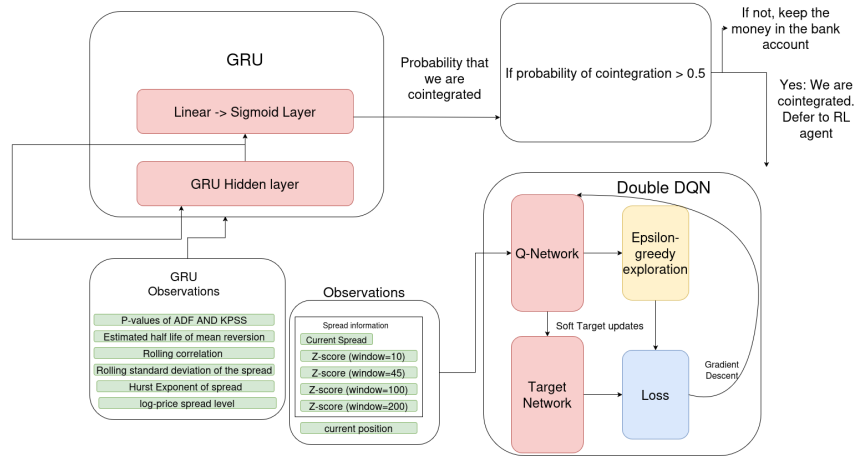 GRU
Linear -> Sigmoid Layer
GRU Hidden layer
Probability that
we are
cointegrated
If probability of cointegration > 0.5
If not, keep the
money in the bank
account
Yes: We are
cointegrated.
Defer to RL
agent
GRU
Observations
P-values of ADF AND KPSS
Estimated half life of mean reversion
Rolling correlation
Rolling standard deviation of the spread
Hurst Exponent of spread
log-price spread level
Observations
Spread information
Current Spread
Z-score (window=10)
Z-score (window=45)
Z-score (window=100)
Z-score (window=200)
current position
Double DQN
Q-Network
Epsilon-
greedy
exploration
Soft Target updates
Target
Network
Loss
Gradient
Descent